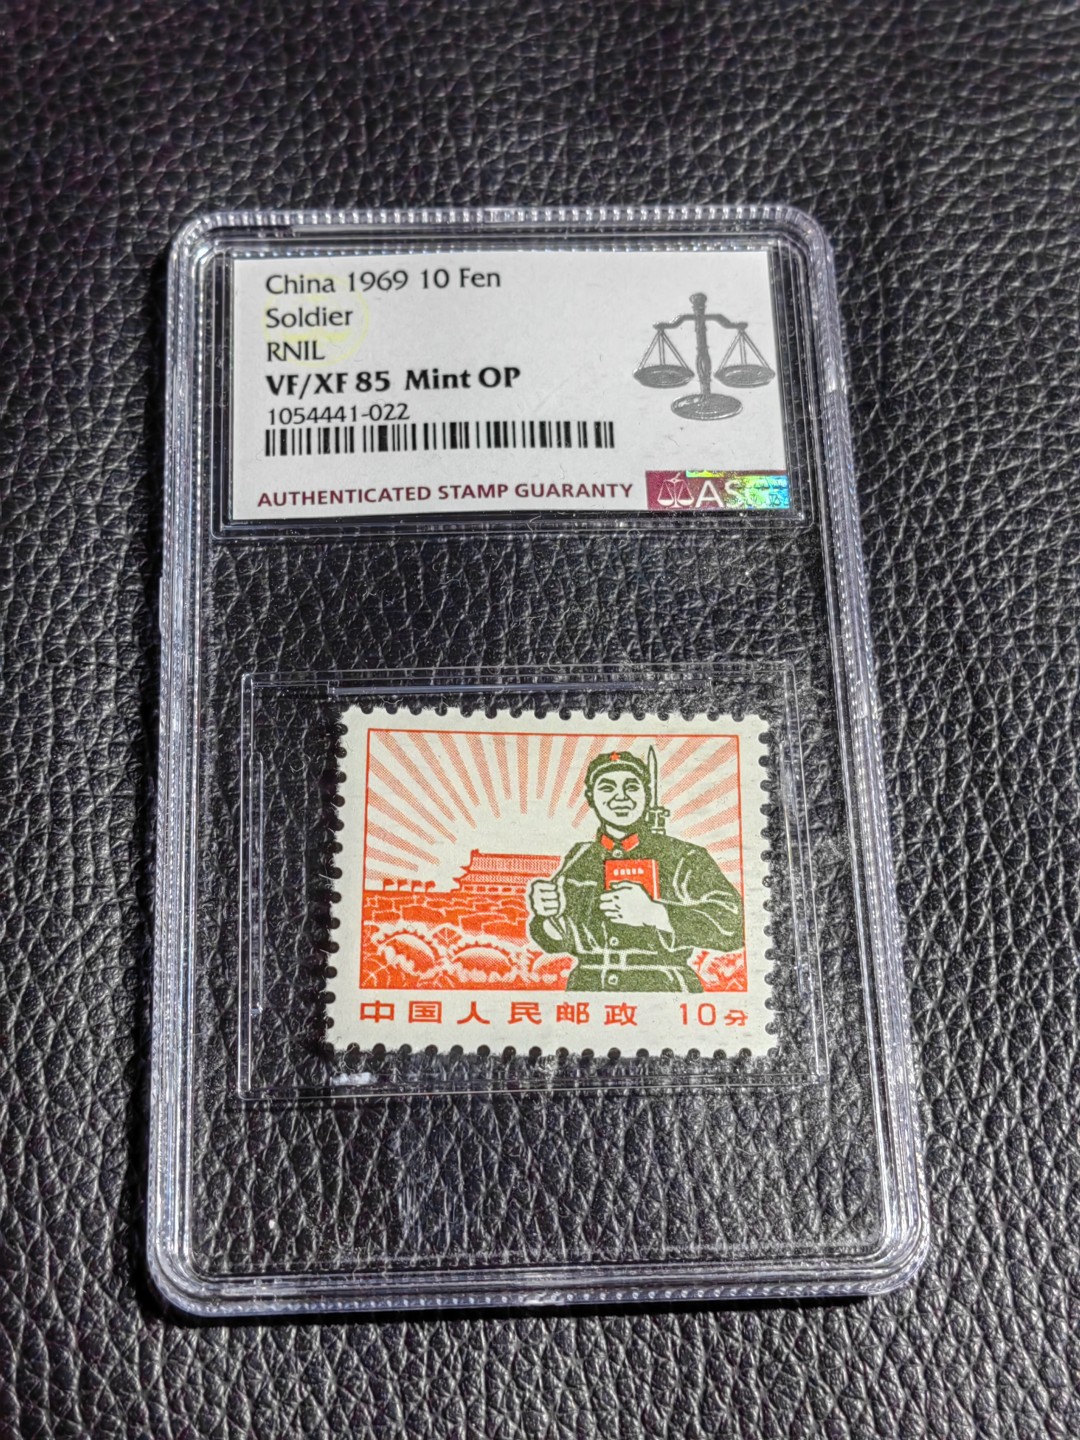 China 1969 10 Fen
Soldier
RNIL
VF/XF 85 Mint OP
1054441-022
AUTHENTICATED STAMP GUARANTY
中国人民邮政 10分